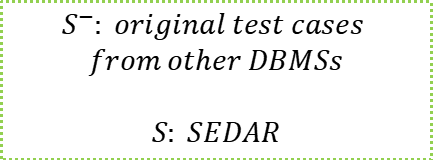 S⁻: original test cases
from other DBMSs
S: SEDAR